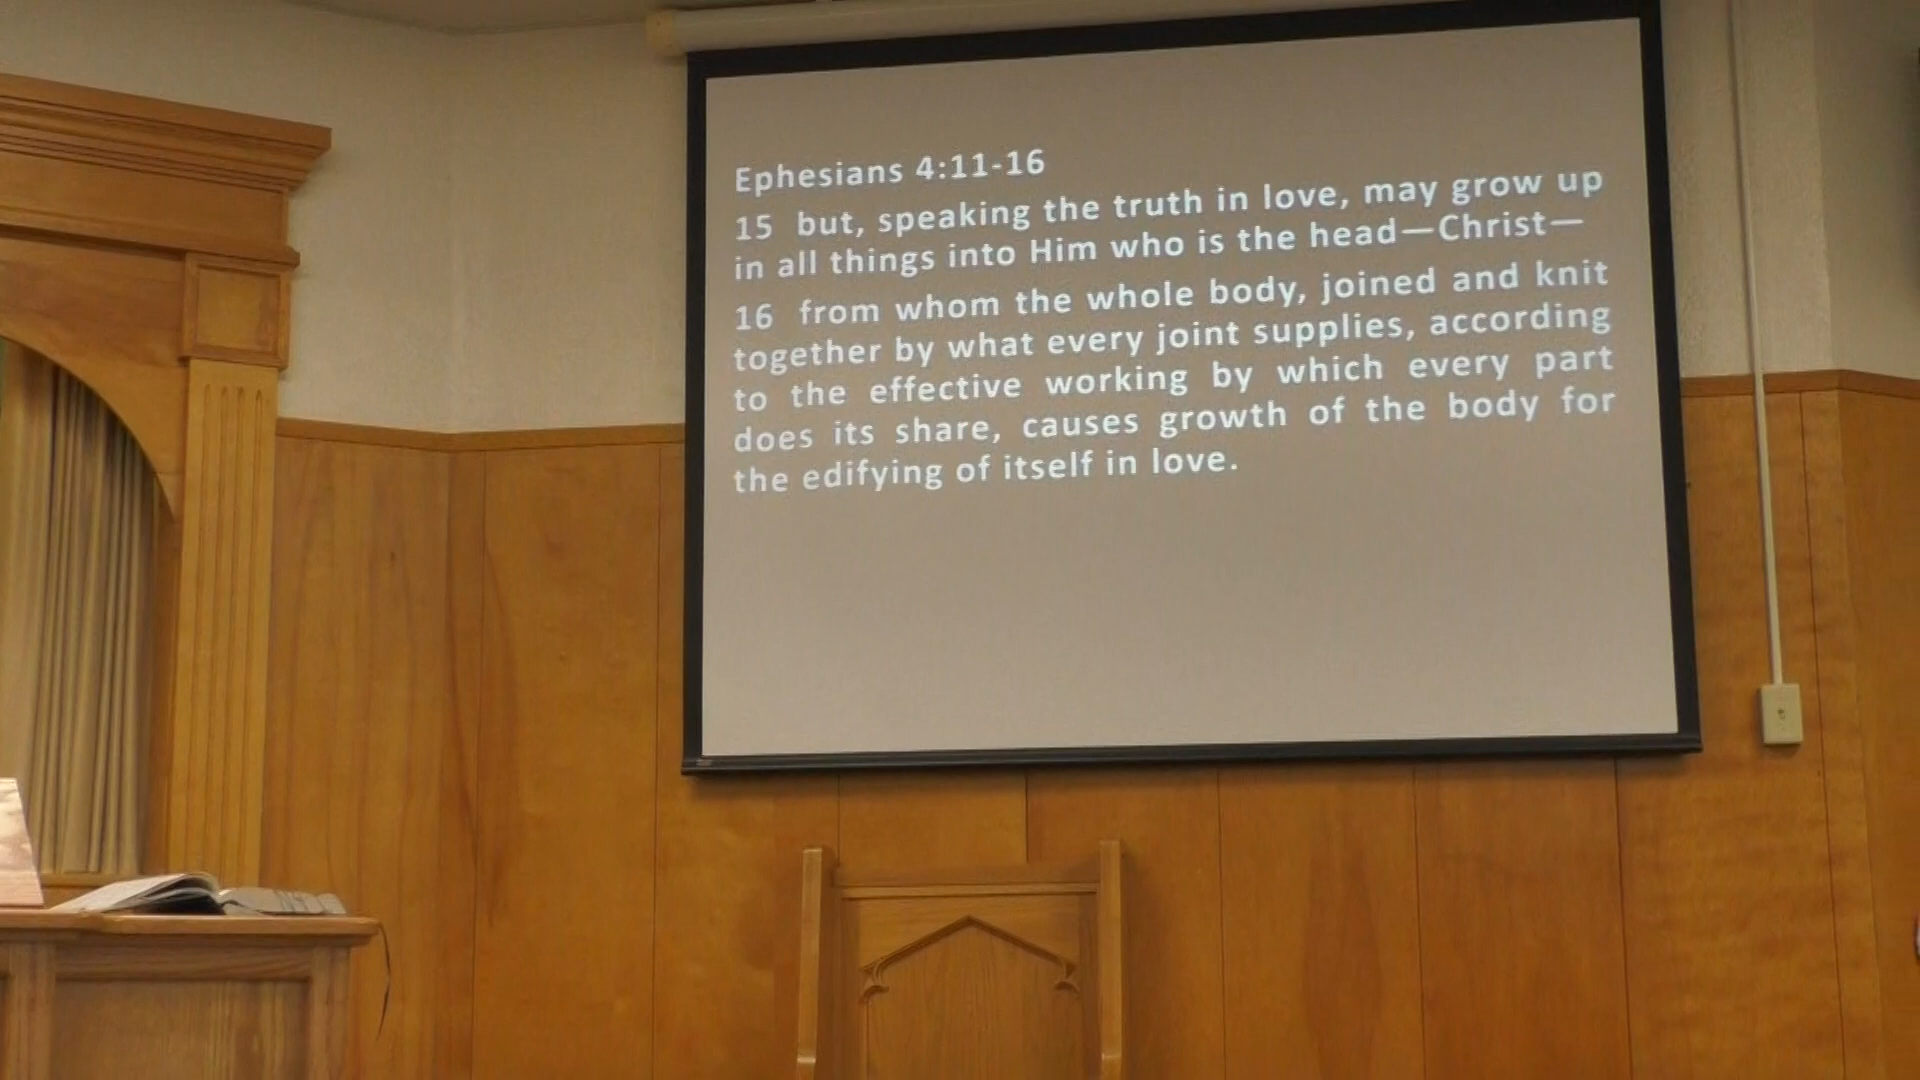 Ephesians 4:11-16
15 but, speaking the truth in love, may grow up
in all things into Him who is the head—Christ—
16 from whom the whole body, joined and knit
together by what every joint supplies, according
to the effective working by which every part
does its share, causes growth of the body for
the edifying of itself in love.